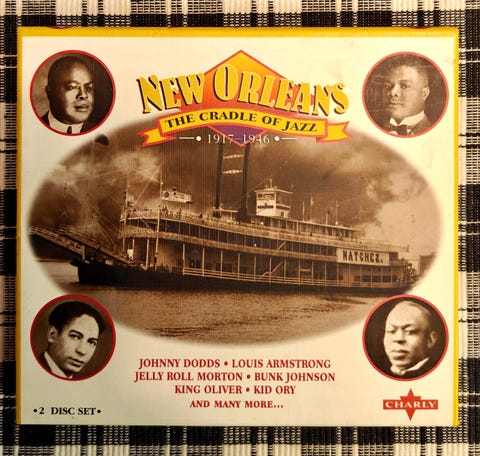 NEW ORLEANS
THE CRADLE OF JAZZ
• 1917–1946 •
NATCHEZ.
JOHNNY DODDS • LOUIS ARMSTRONG
JELLY ROLL MORTON • BUNK JOHNSON
KING OLIVER • KID ORY
AND MANY MORE...
• 2 DISC SET •
CHARLY